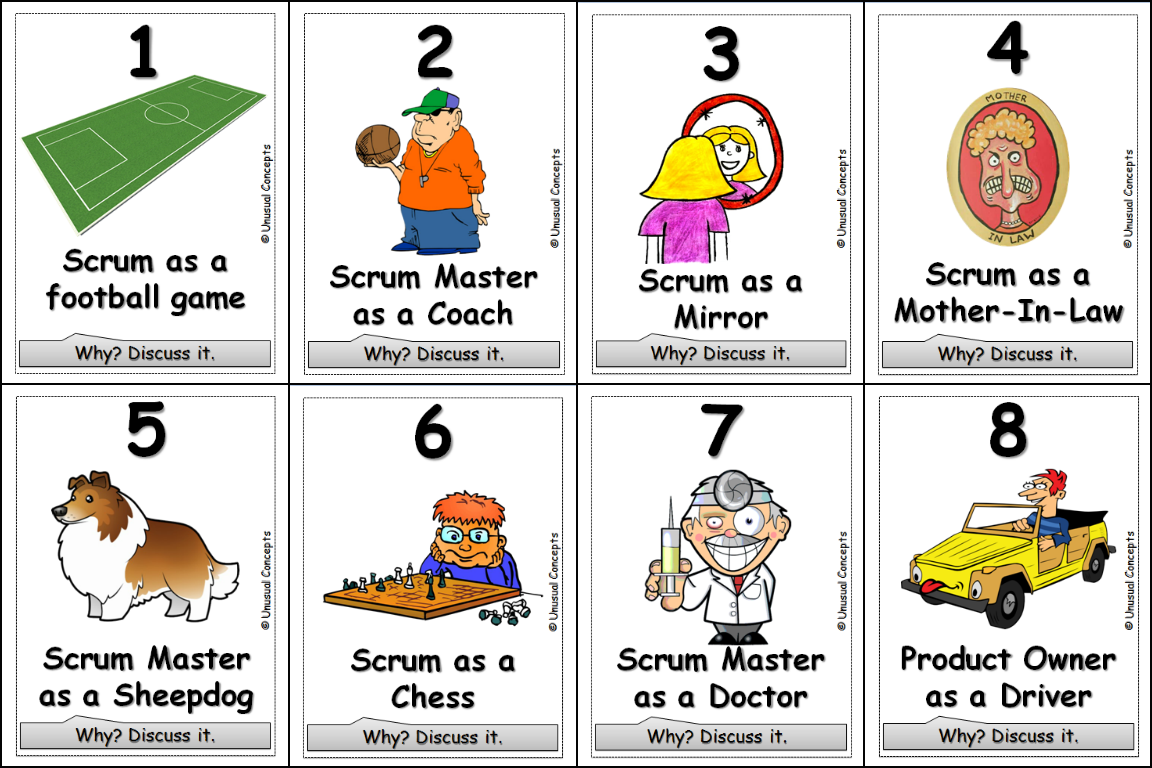 1
© Unusual Concepts
Scrum as a
football game
Why? Discuss it.
2
© Unusual Concepts
Scrum Master
as a Coach
Why? Discuss it.
3
© Unusual Concepts
Scrum as a
Mirror
Why? Discuss it.
4
MOTHER
IN LAW
© Unusual Concepts
Scrum as a
Mother-In-Law
Why? Discuss it.
5
© Unusual Concepts
Scrum Master
as a Sheepdog
Why? Discuss it.
6
© Unusual Concepts
Scrum as a
Chess
Why? Discuss it.
7
© Unusual Concepts
Scrum Master
as a Doctor
Why? Discuss it.
8
© Unusual Concepts
Product Owner
as a Driver
Why? Discuss it.